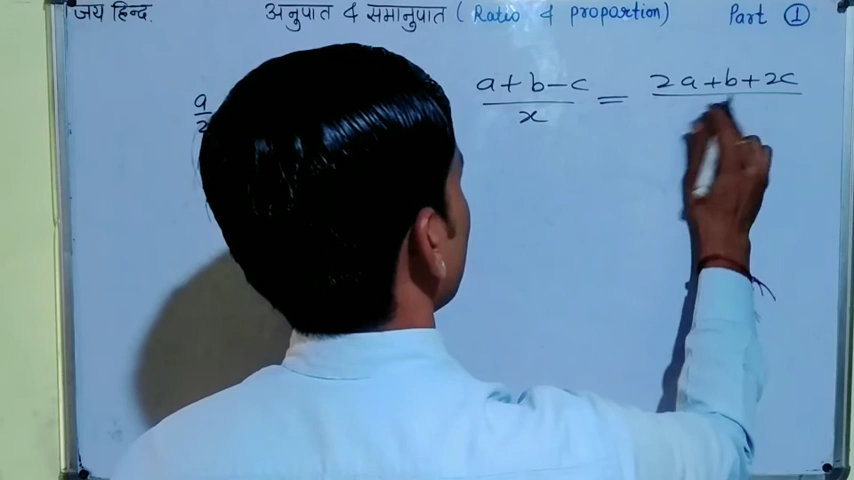 जय हिन्द.
अनुपात & समानुपात ( Ratio & proportion) Part ①
a+b-c/x = 2a+b+2c
a